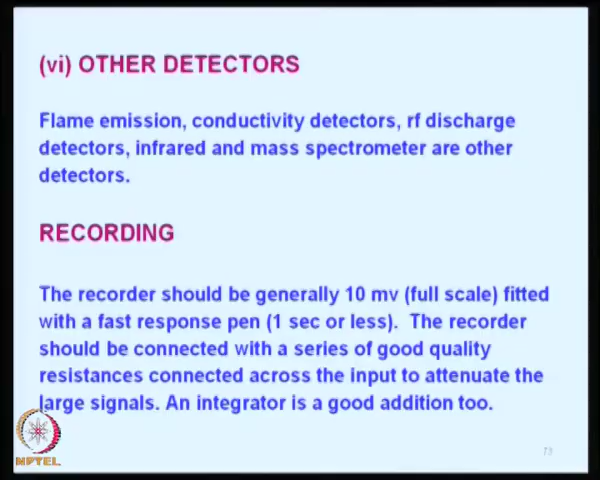 (vi) OTHER DETECTORS
Flame emission, conductivity detectors, rf discharge
detectors, infrared and mass spectrometer are other
detectors.
RECORDING
The recorder should be generally 10 mv (full scale) fitted
with a fast response pen (1 sec or less). The recorder
should be connected with a series of good quality
resistances connected across the input to attenuate the
large signals. An integrator is a good addition too.
NPTEL